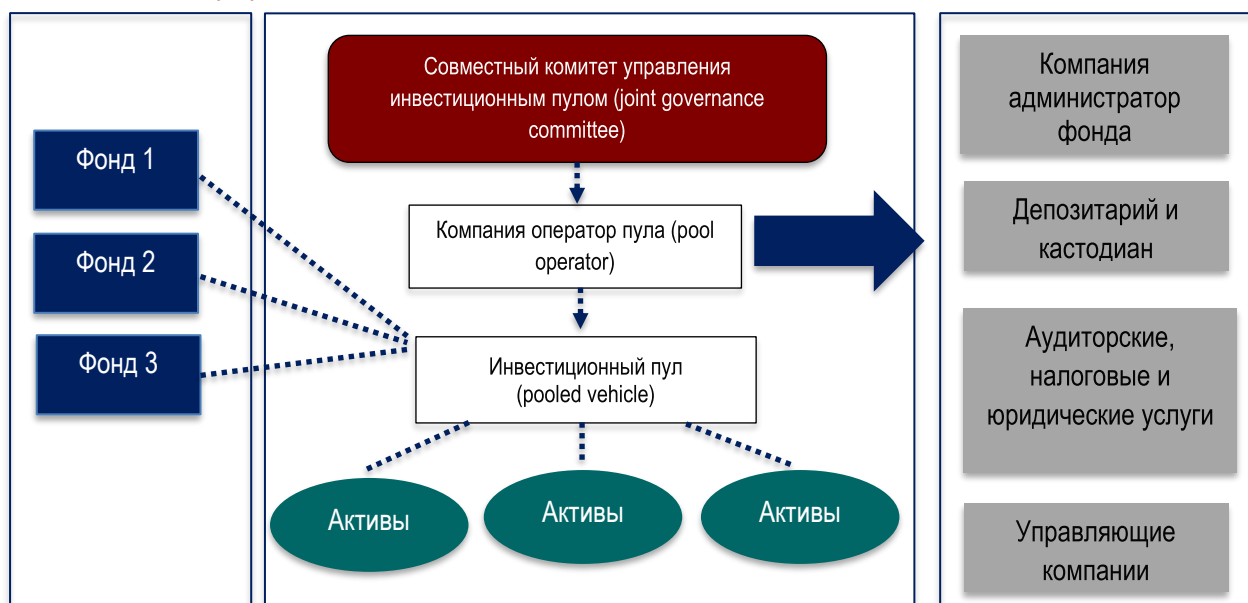 Фонд 1
Фонд 2
Фонд 3
Совместный комитет управления
инвестиционным пулом (joint governance
committee)
Компания оператор пула (pool
operator)
Инвестиционный пул
(pooled vehicle)
Активы
Активы
Активы
Компания
администратор
фонда
Депозитарий и
кастодиан
Аудиторские,
налоговые и
юридические услуги
Управляющие
компании